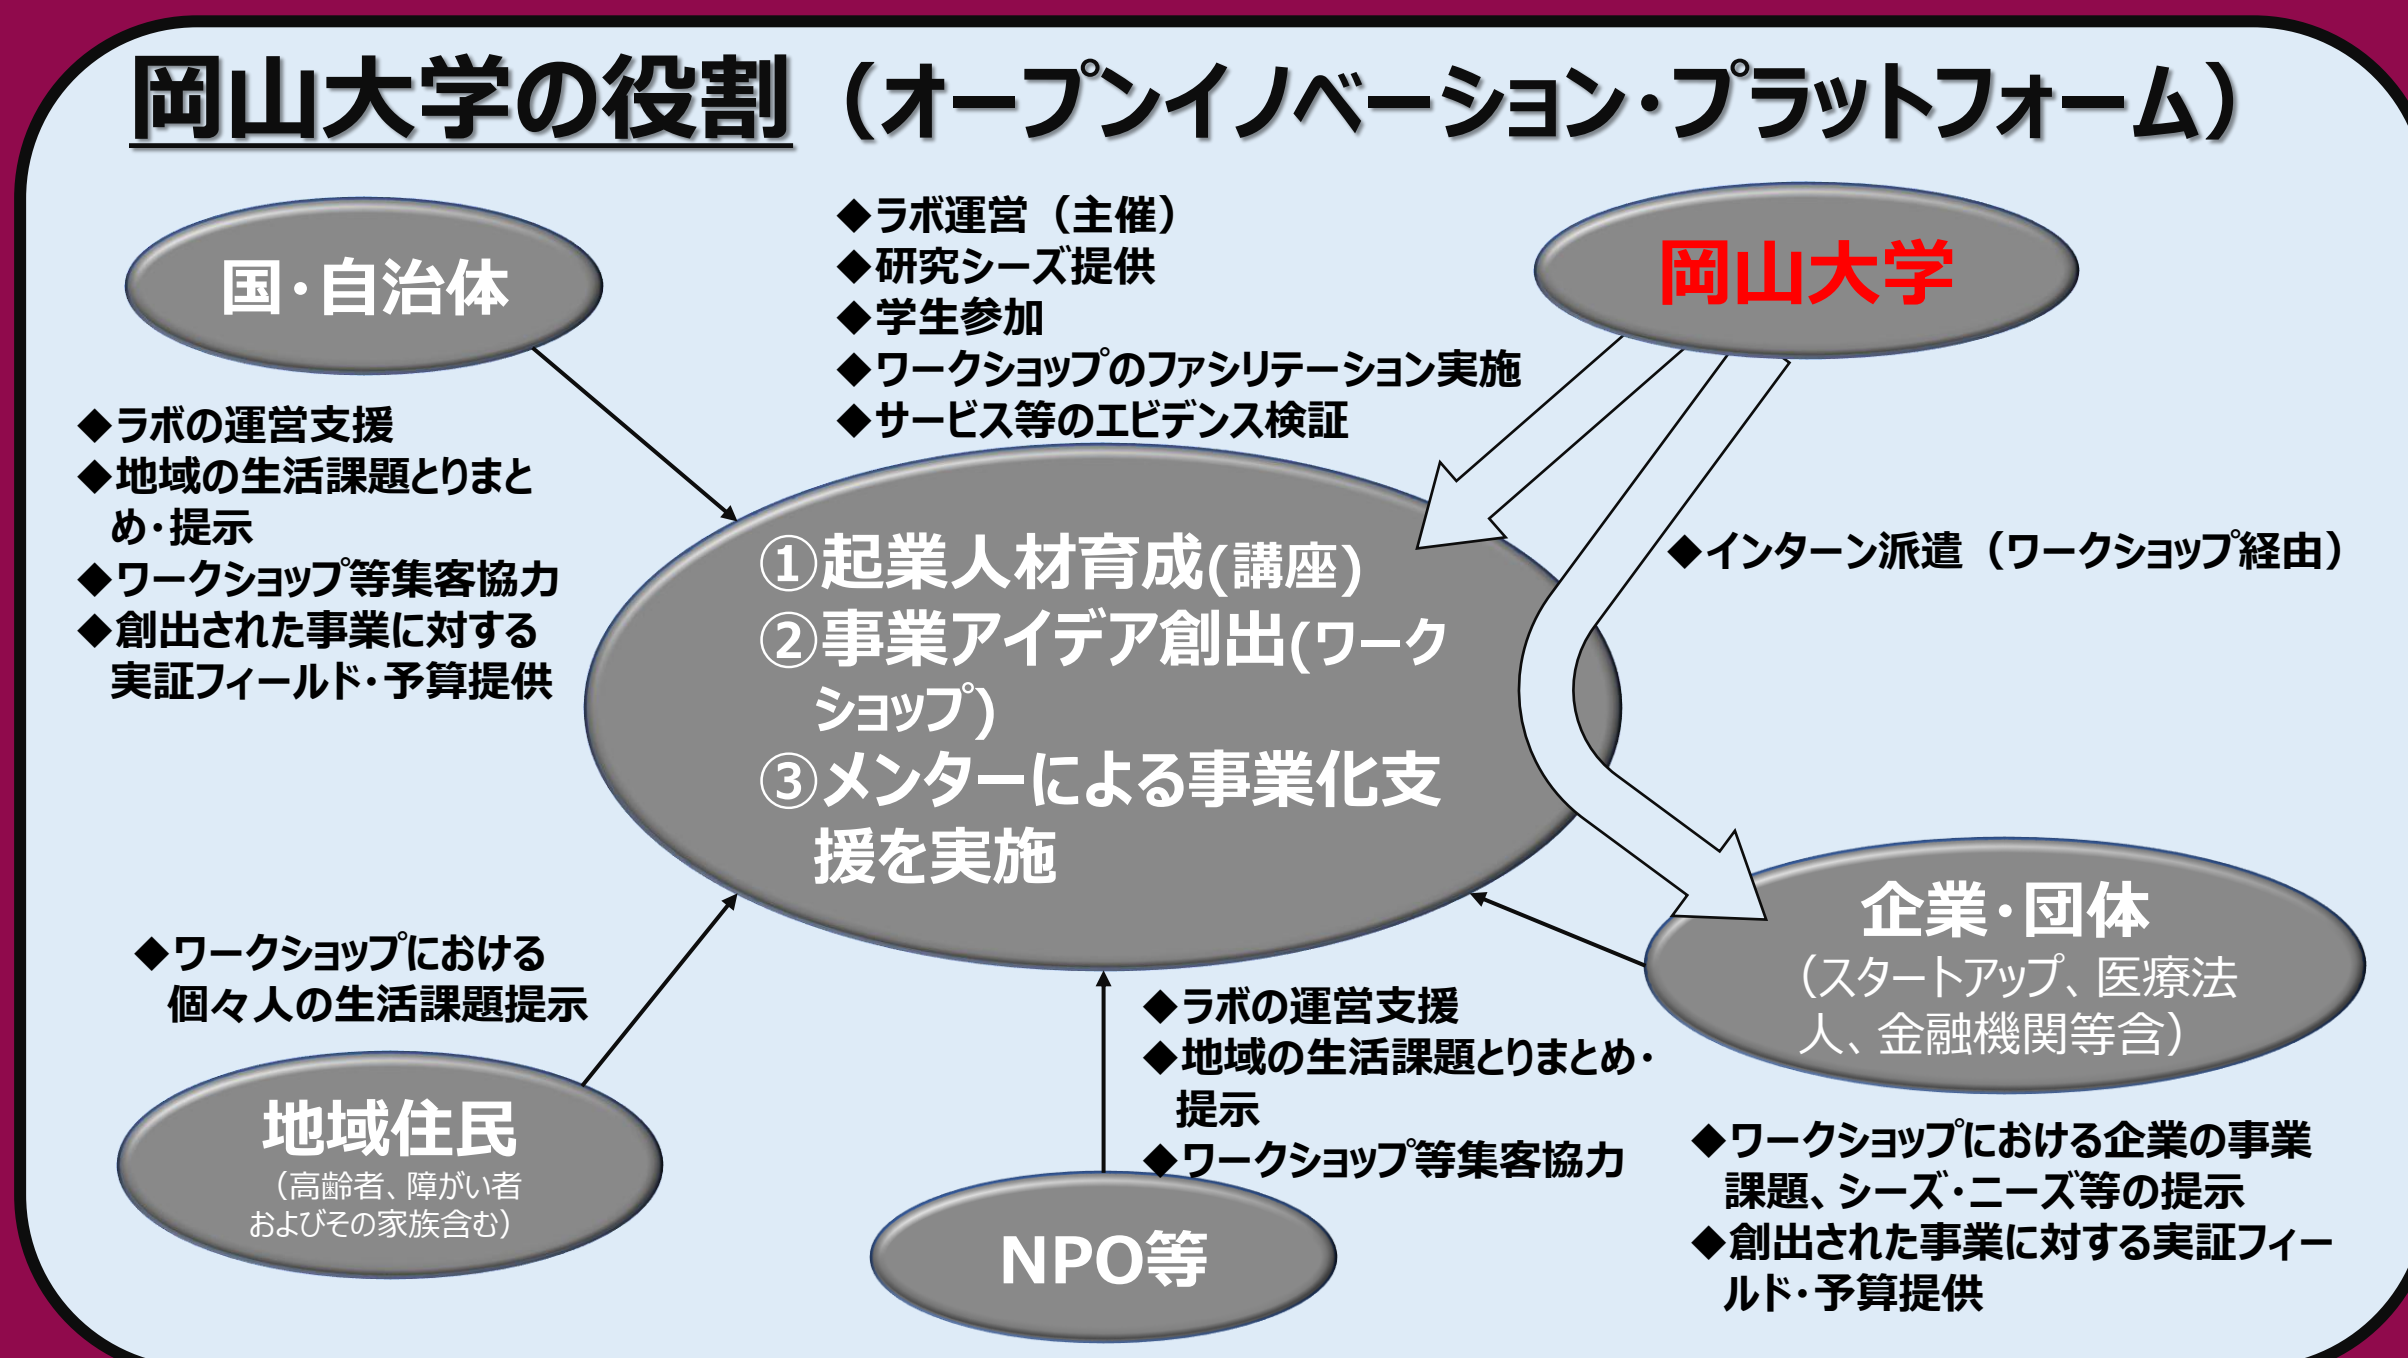 岡山大学の役割（オープンイノベーション・プラットフォーム）
国・自治体
◆ラボの運営支援
◆地域の生活課題とりまと
め・提示
◆ワークショップ等集客協力
◆創出された事業に対する
実証フィールド・予算提供
◆ラボ運営（主催）
◆研究シーズ提供
◆学生参加
◆ワークショップのファシリテーション実施
◆サービス等のエビデンス検証
岡山大学
◆インターン派遣（ワークショップ経由）
①起業人材育成(講座)
②事業アイデア創出(ワーク
ショップ)
③メンターによる事業化支
援を実施
◆ワークショップにおける
個々人の生活課題提示
地域住民
（高齢者、障がい者
およびその家族含む）
◆ラボの運営支援
◆地域の生活課題とりまとめ・
提示
◆ワークショップ等集客協力
NPO等
企業・団体
（スタートアップ、医療法
人、金融機関等含）
◆ワークショップにおける企業の事業
課題、シーズ・ニーズ等の提示
◆創出された事業に対する実証フィー
ルド・予算提供